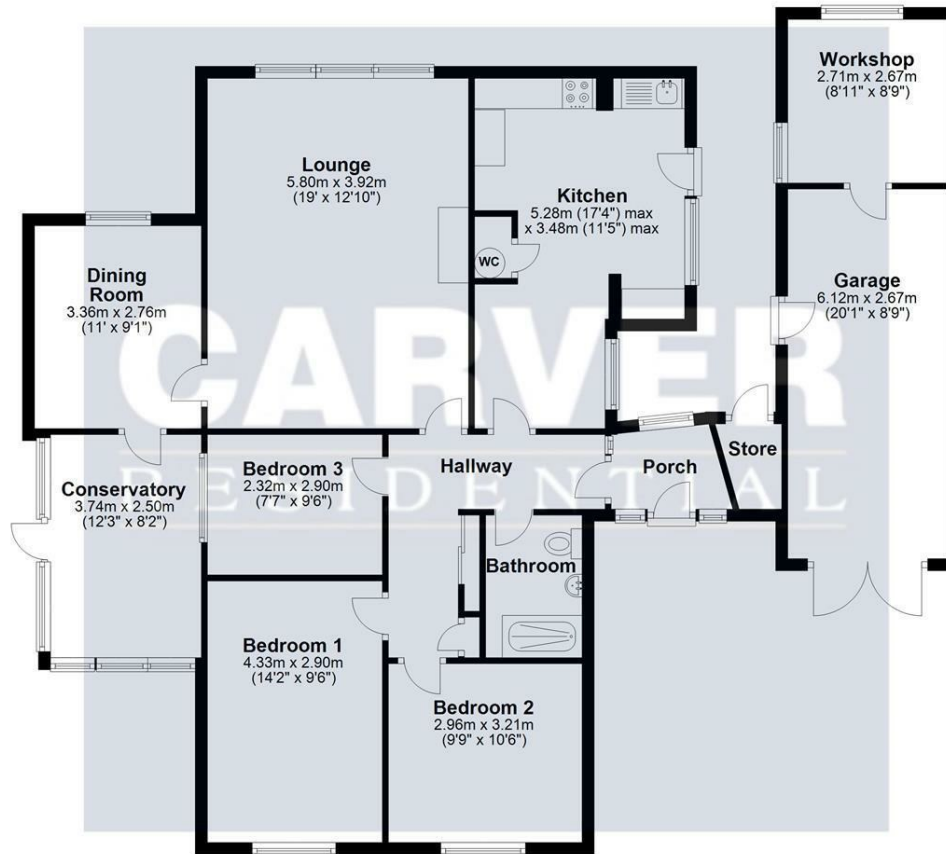 Workshop
2.71m x 2.67m
(8'11" x 8'9")
Lounge
5.80m x 3.92m
(19' x 12'10")
Kitchen
5.28m (17'4") max
x 3.48m (11'5") max
WC
Dining
Room
3.36m x 2.76m
(11' x 9'1")
Garage
6.12m x 2.67m
(20'1" x 8'9")
CARVER
RESIDENTIAL
Conservatory
3.74m x 2.50m
(12'3" x 8'2")
Bedroom 3
2.32m x 2.90m
(7'7" x 9'6")
Hallway
Porch
Store
Bathroom
Bedroom 1
4.33m x 2.90m
(14'2" x 9'6")
Bedroom 2
2.96m x 3.21m
(9'9" x 10'6")